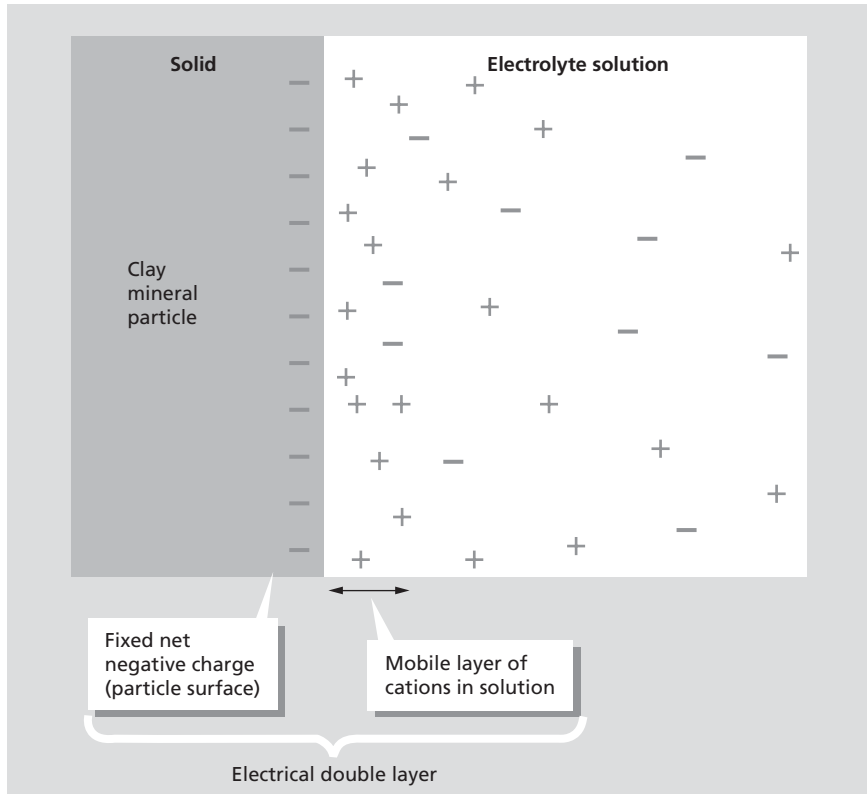 Solid
Electrolyte solution
Clay
mineral
particle
Fixed net
negative charge
(particle surface)
Mobile layer of
cations in solution
Electrical double layer